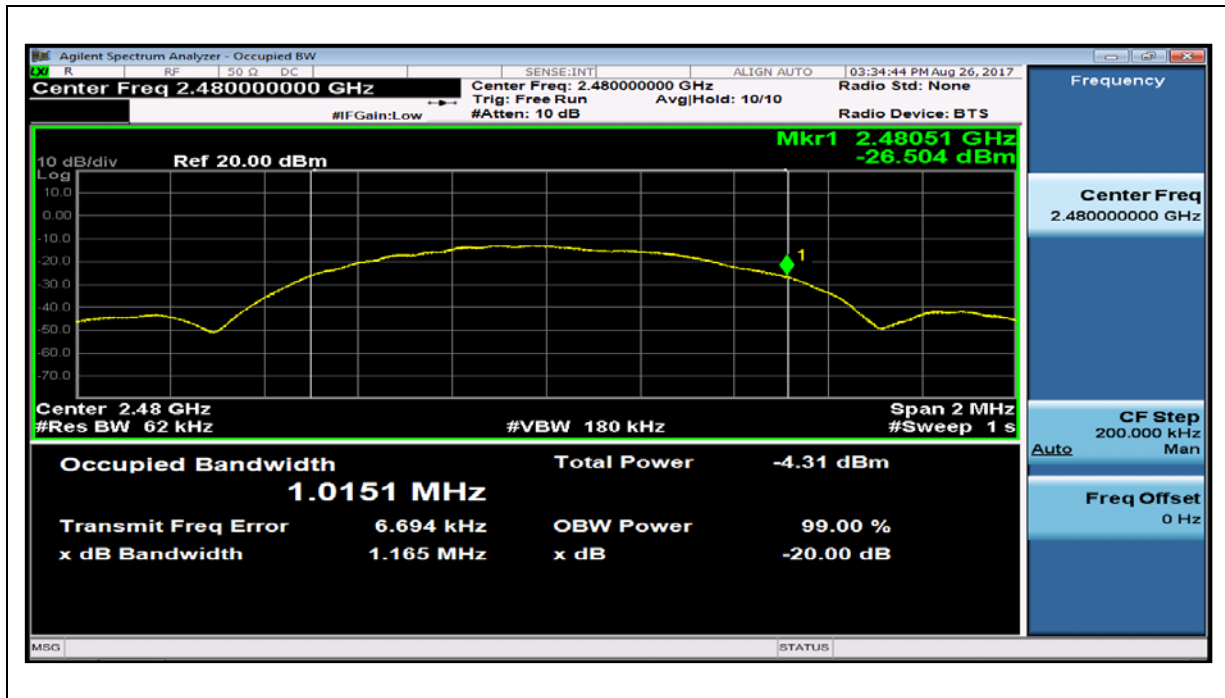 Agilent Spectrum Analyzer - Occupied BW
LXI R RF 50 Ω DC SENSE:INT ALIGN AUTO 03:34:44 PM Aug 26, 2017
Center Freq 2.480000000 GHz
Center Freq: 2.480000000 GHz
Radio Std: None
Trig: Free Run Avg|Hold: 10/10
#IFGain:Low #Atten: 10 dB Radio Device: BTS
Mkr1 2.48051 GHz
10 dB/div Ref 20.00 dBm -26.504 dBm
Log
10.0
0.00
-10.0
-20.0
-30.0
-40.0
-50.0
-60.0
-70.0
1
Center 2.48 GHz Span 2 MHz
#Res BW 62 kHz #VBW 180 kHz #Sweep 1 s
Occupied Bandwidth Total Power -4.31 dBm
1.0151 MHz
Transmit Freq Error 6.694 kHz OBW Power 99.00 %
x dB Bandwidth 1.165 MHz x dB -20.00 dB
MSG STATUS
Frequency
Center Freq
2.480000000 GHz
CF Step
200.000 kHz
Auto Man
Freq Offset
0 Hz